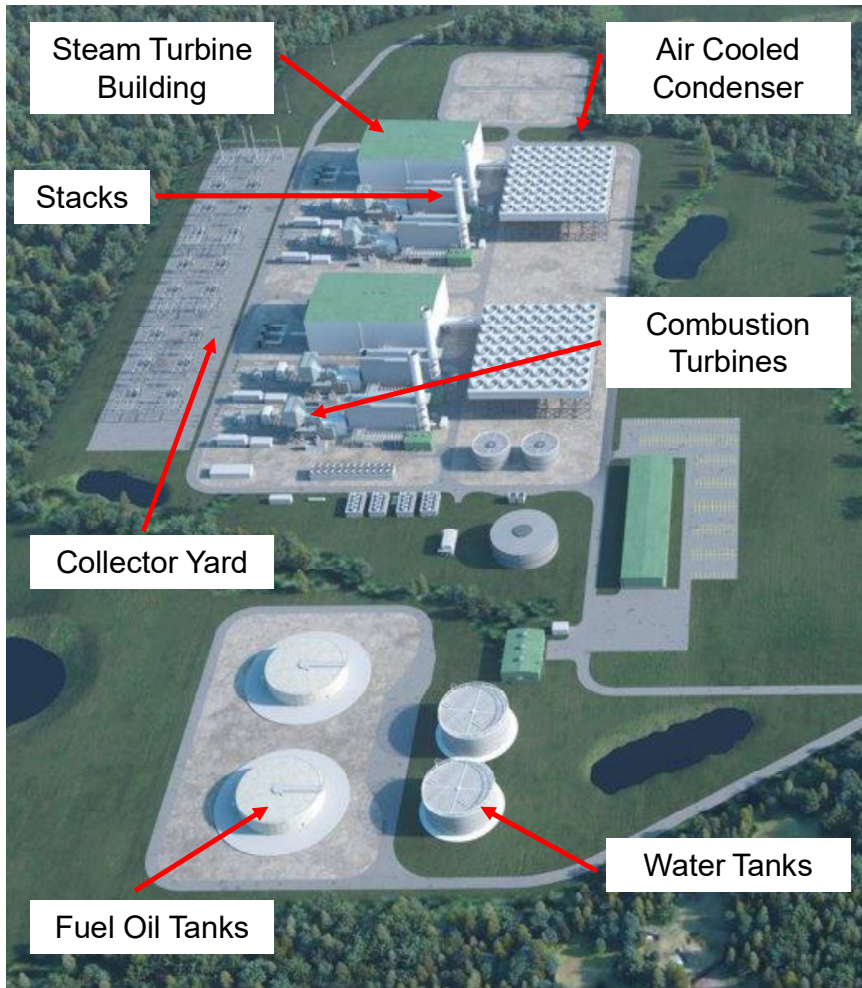 Steam Turbine
Building
Air Cooled
Condenser
Stacks
Combustion
Turbines
Collector Yard
Water Tanks
Fuel Oil Tanks